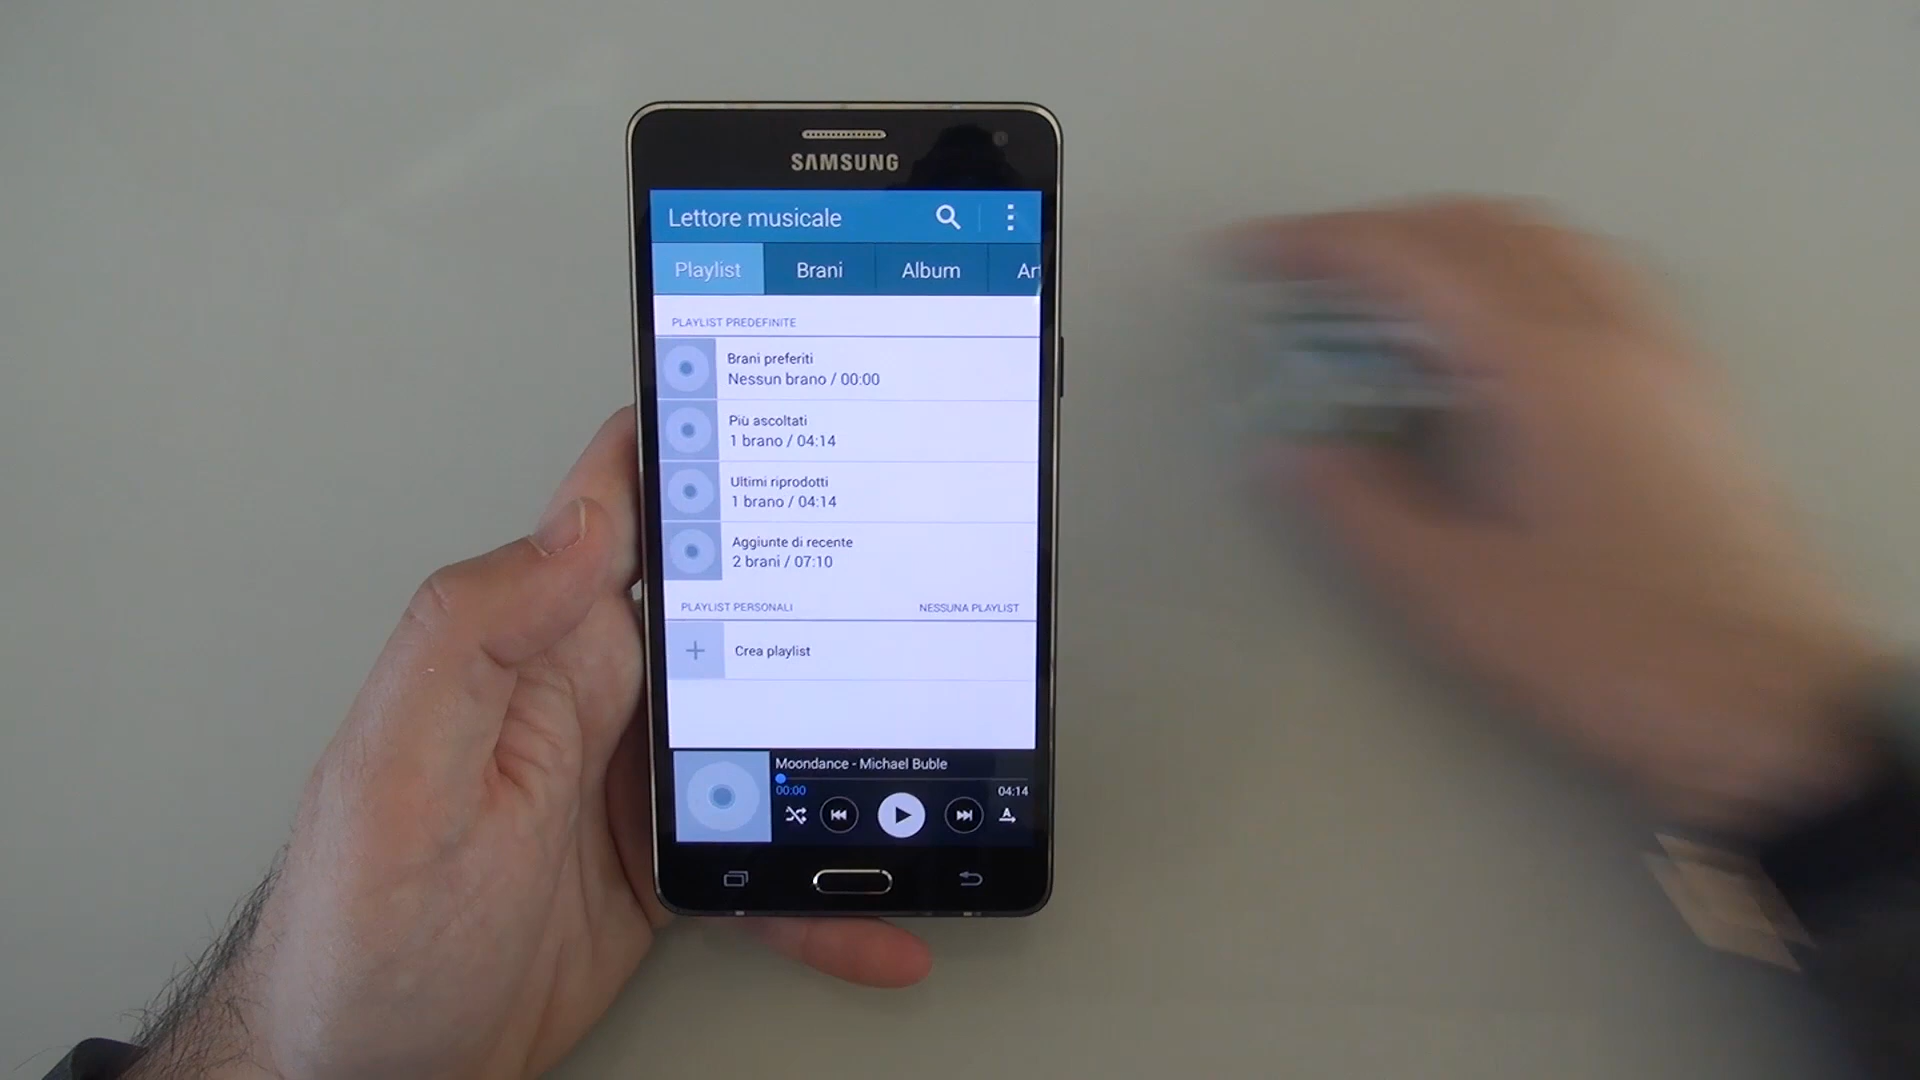 SAMSUNG
Lettore musicale
Playlist Brani Album Art
PLAYLIST PREDEFINITE
Brani preferiti
Nessun brano / 00:00
Più ascoltati
1 brano / 04:14
Ultimi riprodotti
1 brano / 04:14
Aggiunte di recente
2 brani / 07:10
PLAYLIST PERSONALI NESSUNA PLAYLIST
Crea playlist
Moondance - Michael Buble
00:00 04:14
A